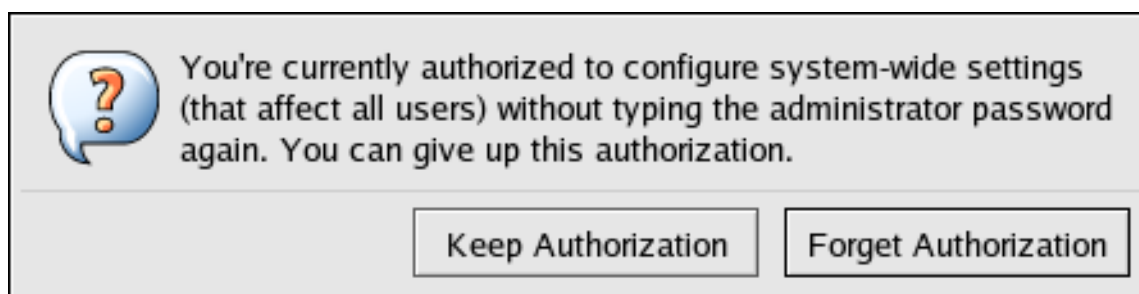 You're currently authorized to configure system-wide settings
(that affect all users) without typing the administrator password
again. You can give up this authorization.
Keep Authorization
Forget Authorization